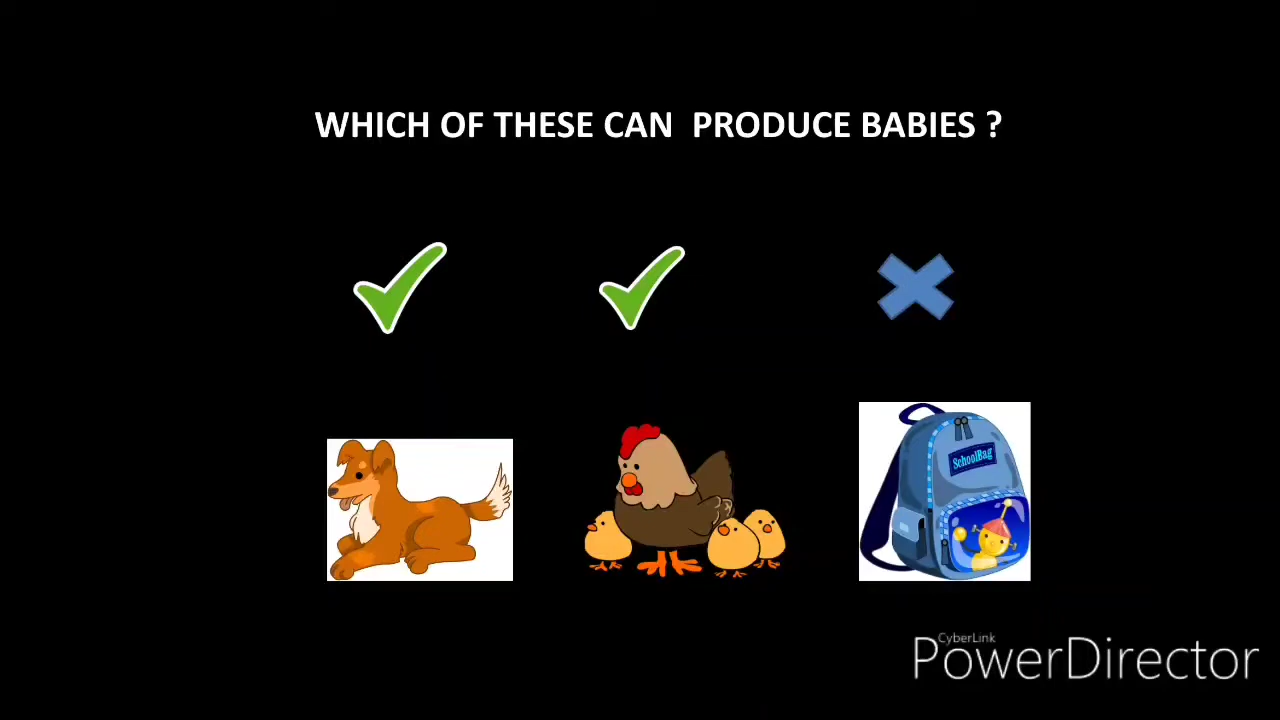 WHICH OF THESE CAN PRODUCE BABIES ?
SchoolBag
CyberLink
PowerDirector